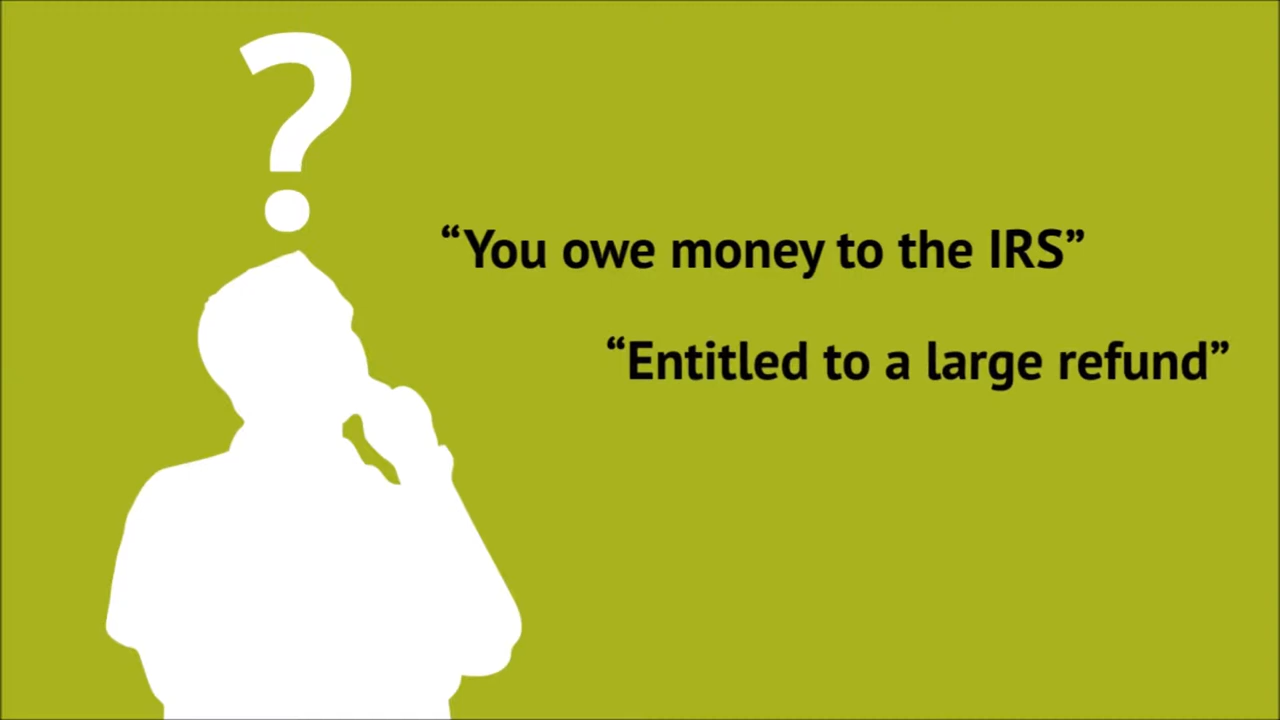 ?
“You owe money to the IRS”
“Entitled to a large refund”